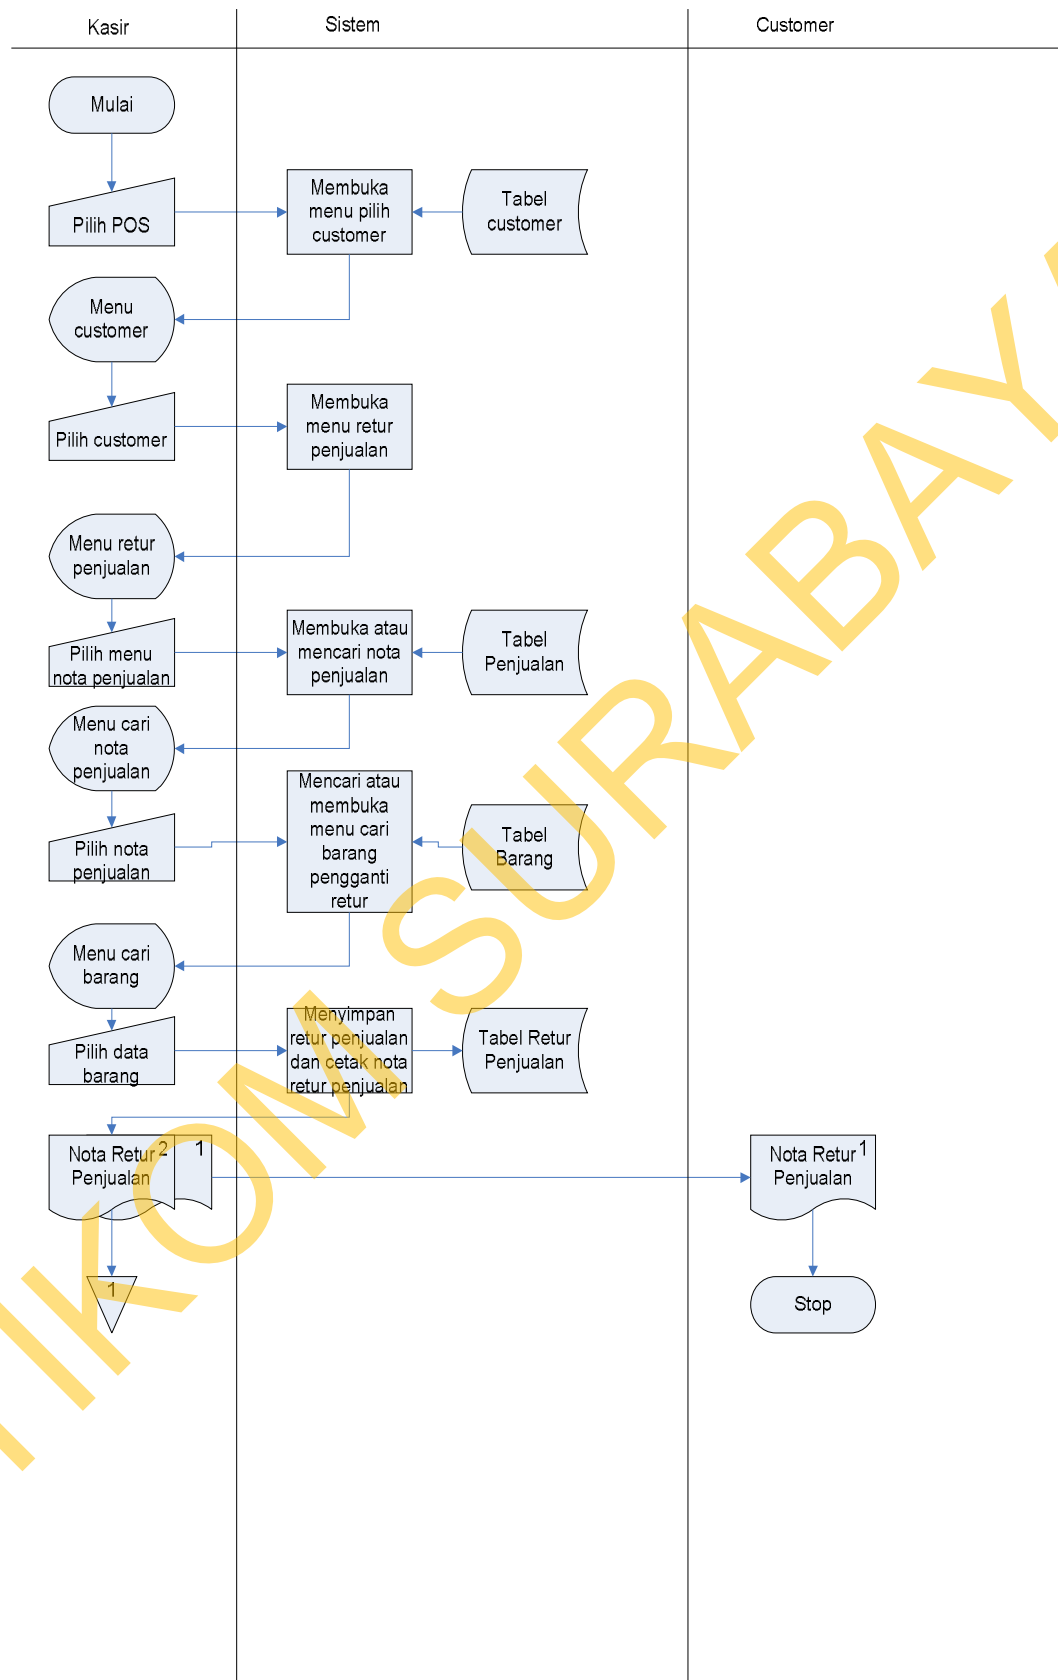 Kasir
Sistem
Customer
Mulai
Pilih POS
Membuka
menu pilih
customer
Tabel
customer
Menu
customer
Pilih customer
Membuka
menu retur
penjualan
Menu retur
penjualan
Pilih menu
nota penjualan
Membuka atau
mencari nota
penjualan
Tabel
Penjualan
Menu cari
nota
penjualan
Pilih nota
penjualan
Mencari atau
membuka
menu cari
barang
pengganti
retur
Tabel
Barang
Menu cari
barang
Pilih data
barang
Menyimpan
retur penjualan
dan cetak nota
retur penjualan
Tabel Retur
Penjualan
Nota Retur 2
Penjualan
1
Nota Retur 1
Penjualan
1
Stop
TIKOM SURABAYA